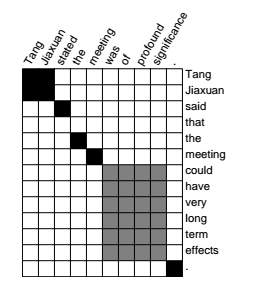 Tang
Jiaxuan
stated
the
meeting
was
of
profound
significance
.
Tang
Jiaxuan
said
that
the
meeting
could
have
very
long
term
effects
.